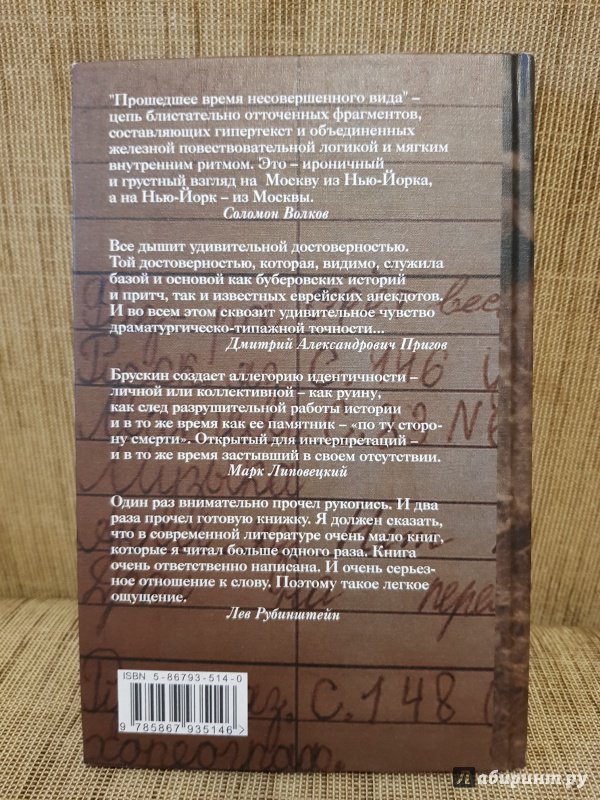 "Прошедшее время несовершенного вида" –
цепь блистательно отточенных фрагментов,
составляющих гипертекст и объединенных
железной повествовательной логикой и мягким
внутренним ритмом. Это – ироничный
и грустный взгляд на Москву из Нью-Йорка,
а на Нью-Йорк – из Москвы.
Соломон Волков
Все дышит удивительной достоверностью.
Той достоверностью, которая, видимо, служила
базой и основой как буберовских историй
и притч, так и известных еврейских анекдотов.
И во всем этом сквозит удивительное чувство
драматургическо-типажной точности...
Дмитрий Александрович Пригов
Брускин создает аллегорию идентичности –
личной или коллективной – как руину,
как след разрушительной работы истории
и в то же время как ее памятник – «по ту сторо-
ну смерти». Открытый для интерпретаций –
и в то же время застывший в своем отсутствии.
Марк Липовецкий
Один раз внимательно прочел рукопись. И два
раза прочел готовую книжку. Я должен сказать,
что в современной литературе очень мало книг,
которые я читал больше одного раза. Книга
очень ответственно написана. И очень серьез-
ное отношение к слову. Поэтому такое легкое
ощущение.
Лев Рубинштейн
ISBN 5-86793-514-0
9 785867 935146
С. 146
С. 148
хореограф.
Лабиринт.ру